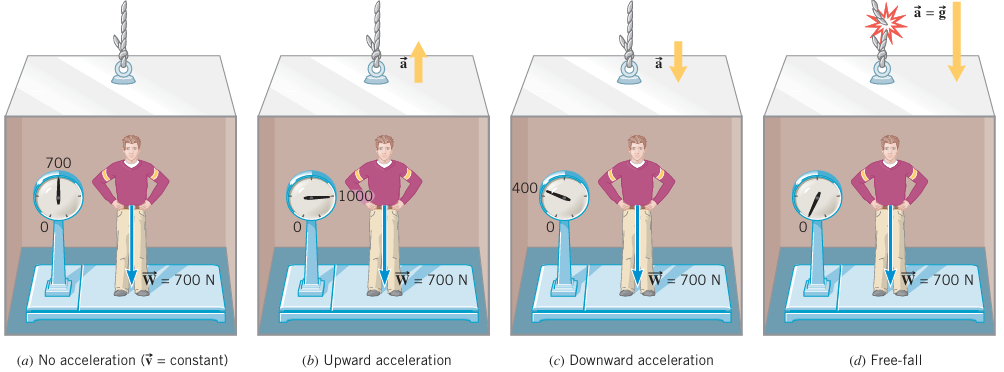 a⃗
a⃗
a⃗ = g⃗
700
0
W⃗ = 700 N
1000
0
W⃗ = 700 N
400
0
W⃗ = 700 N
0
W⃗ = 700 N
(a) No acceleration (v⃗ = constant)
(b) Upward acceleration
(c) Downward acceleration
(d) Free-fall